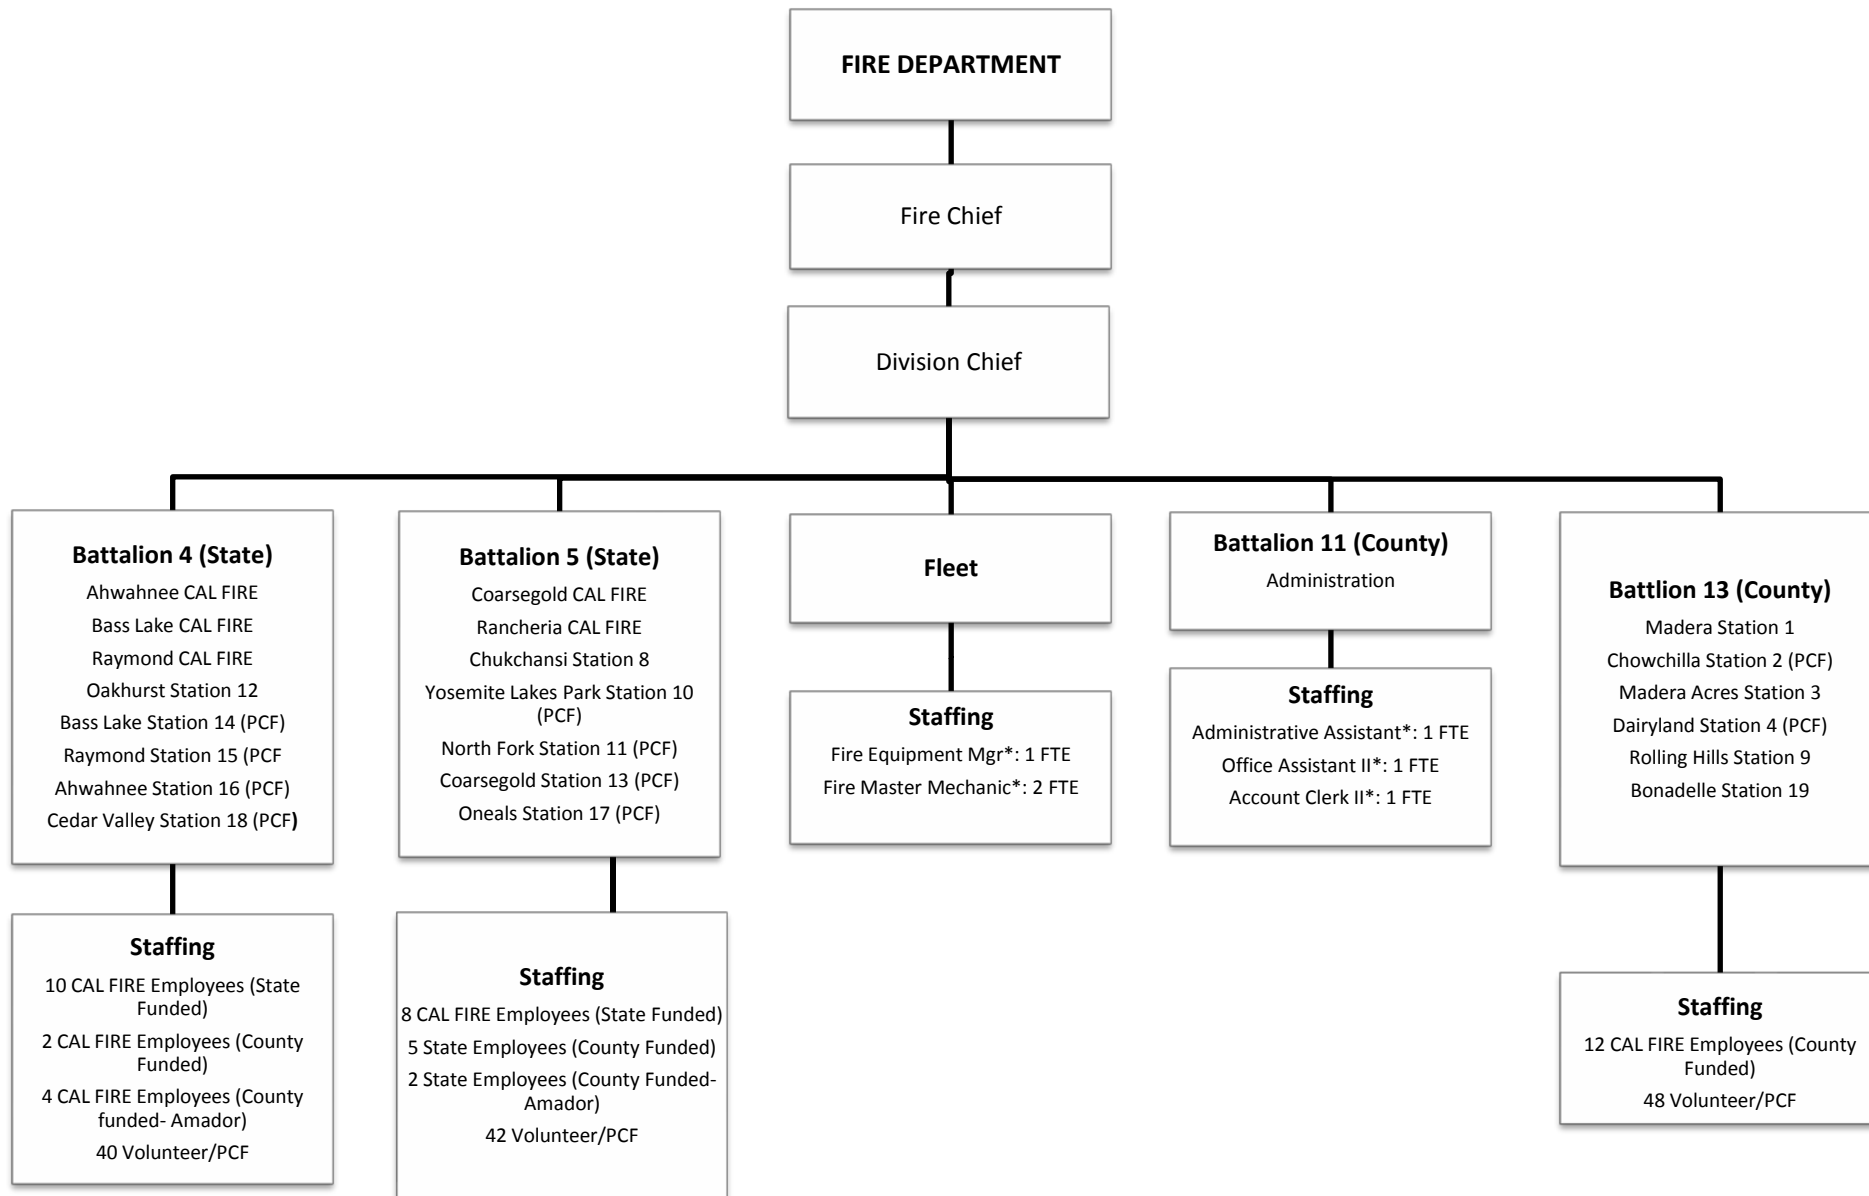 FIRE DEPARTMENT
Fire Chief
Division Chief
Battalion 4 (State)
Ahwahnee CAL FIRE
Bass Lake CAL FIRE
Raymond CAL FIRE
Oakhurst Station 12
Bass Lake Station 14 (PCF)
Raymond Station 15 (PCF
Ahwahnee Station 16 (PCF)
Cedar Valley Station 18 (PCF)
Staffing
10 CAL FIRE Employees (State
Funded)
2 CAL FIRE Employees (County
Funded)
4 CAL FIRE Employees (County
funded- Amador)
40 Volunteer/PCF
Battalion 5 (State)
Coarsegold CAL FIRE
Rancheria CAL FIRE
Chukchansi Station 8
Yosemite Lakes Park Station 10
(PCF)
North Fork Station 11 (PCF)
Coarsegold Station 13 (PCF)
Oneals Station 17 (PCF)
Staffing
8 CAL FIRE Employees (State Funded)
5 State Employees (County Funded)
2 State Employees (County Funded-
Amador)
42 Volunteer/PCF
Fleet
Staffing
Fire Equipment Mgr*: 1 FTE
Fire Master Mechanic*: 2 FTE
Battalion 11 (County)
Administration
Staffing
Administrative Assistant*: 1 FTE
Office Assistant II*: 1 FTE
Account Clerk II*: 1 FTE
Battlion 13 (County)
Madera Station 1
Chowchilla Station 2 (PCF)
Madera Acres Station 3
Dairyland Station 4 (PCF)
Rolling Hills Station 9
Bonadelle Station 19
Staffing
12 CAL FIRE Employees (County
Funded)
48 Volunteer/PCF